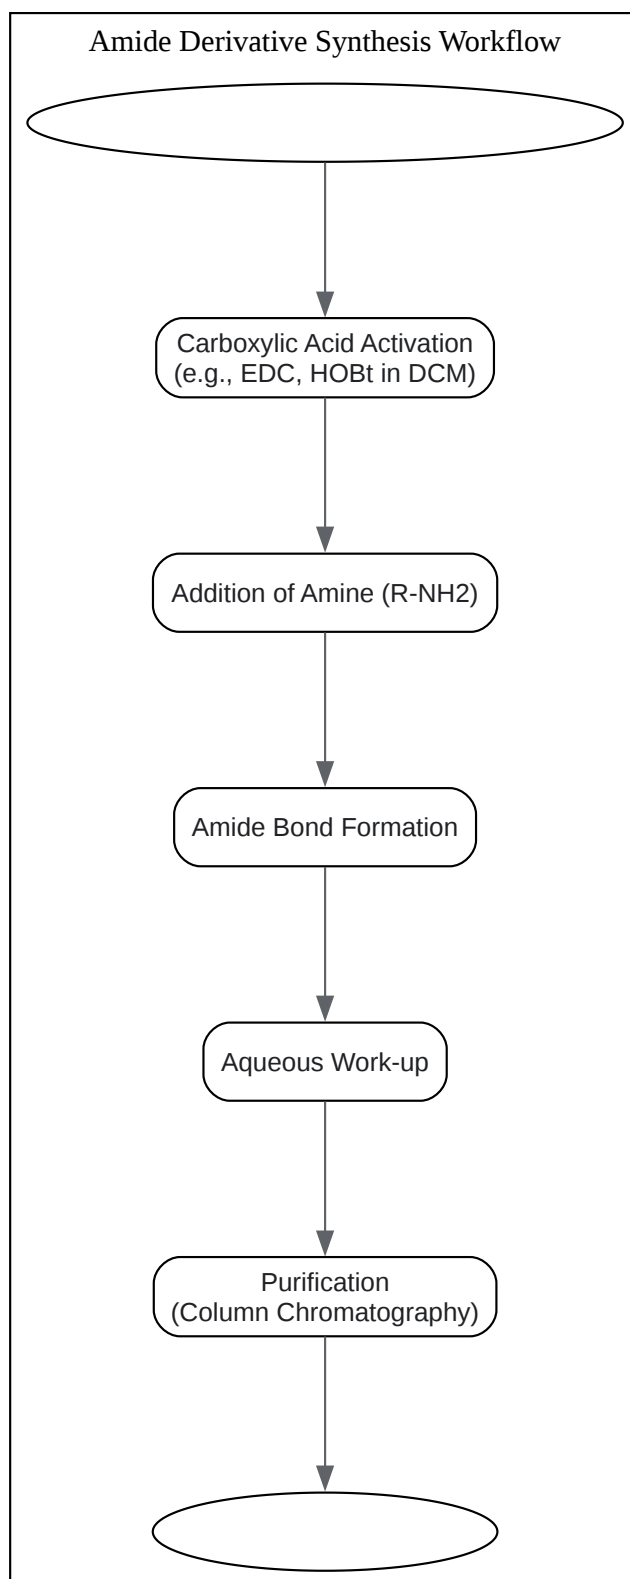 Amide Derivative Synthesis Workflow
Carboxylic Acid Activation
(e.g., EDC, HOBt in DCM)
Addition of Amine (R-NH2)
Amide Bond Formation
Aqueous Work-up
Purification
(Column Chromatography)